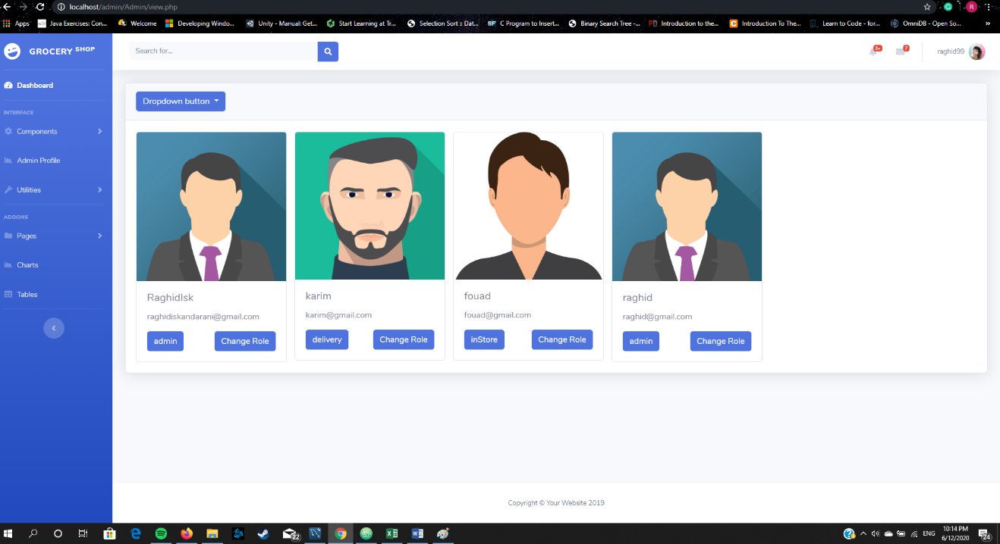 localhost/admin/Admin/view.php
R
Apps
Java Exercises: Con...
Welcome
Developing Windo...
Unity - Manual: Get...
Start Learning at Tr...
Selection Sort :: Dat...
SF
C Program to Insert...
Binary Search Tree -...
Introduction to the...
Introduction To The...
Learn to Code - for...
OmniDB - Open So...
»
GROCERY SHOP
Search for...
3+
7
raghid99
Dashboard
INTERFACE
Components
Admin Profile
Utilities
ADDONS
Pages
Charts
Tables
Dropdown button
RaghidIsk
raghidiskandarani@gmail.com
admin
Change Role
karim
karim@gmail.com
delivery
Change Role
fouad
fouad@gmail.com
inStore
Change Role
raghid
raghid@gmail.com
admin
Change Role
Copyright © Your Website 2019
22
ENG
10:14 PM
6/12/2020
24